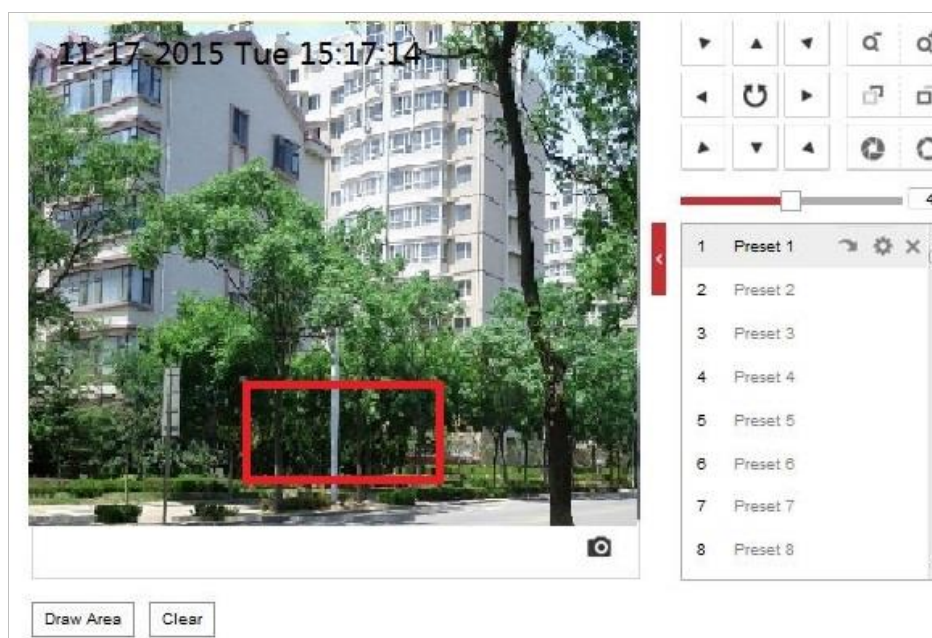 11-17-2015 Tue 15:17:14
4
1 Preset 1
2 Preset 2
3 Preset 3
4 Preset 4
5 Preset 5
6 Preset 6
7 Preset 7
8 Preset 8
Draw Area Clear